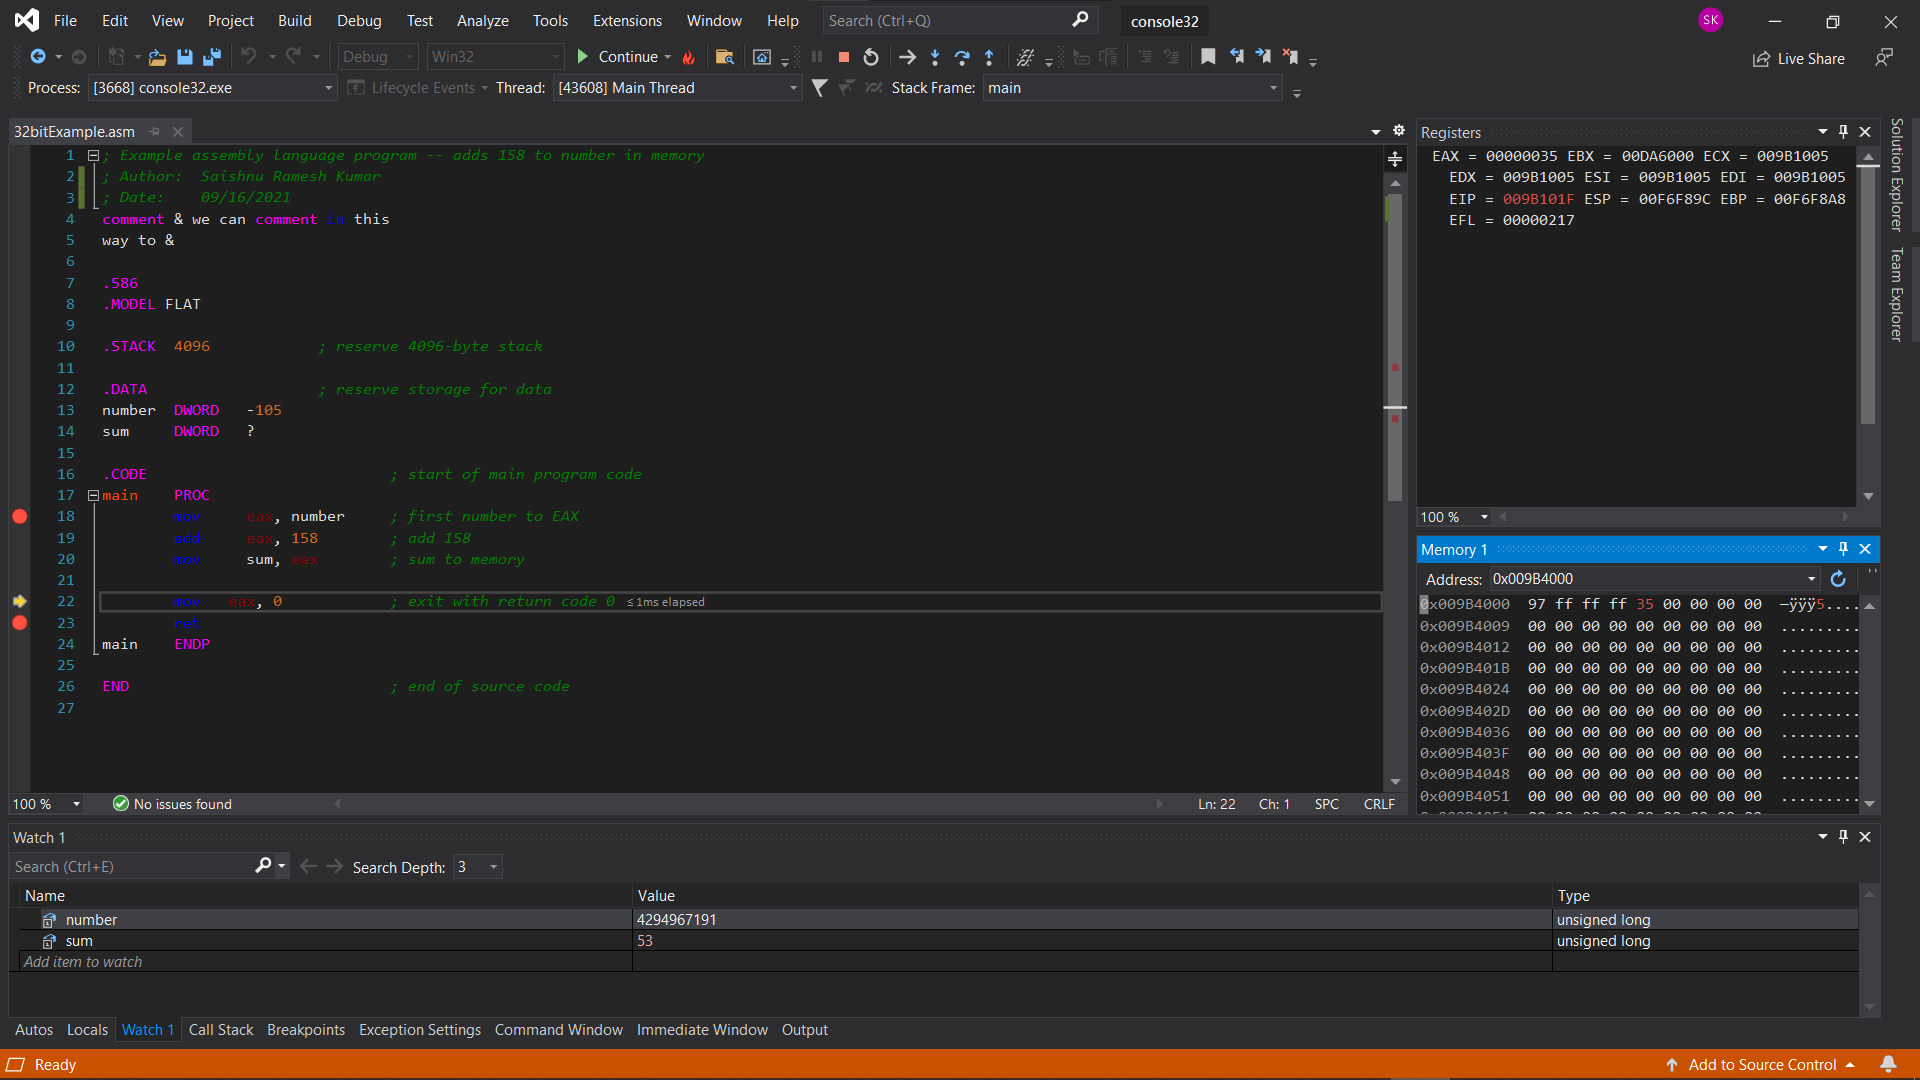 File Edit View Project Build Debug Test Analyze Tools Extensions Window Help Search (Ctrl+Q) console32 SK
Debug Win32 Continue Live Share
Process: [3668] console32.exe Lifecycle Events Thread: [43608] Main Thread Stack Frame: main
32bitExample.asm
1 ; Example assembly language program -- adds 158 to number in memory
2 ; Author: Saishnu Ramesh Kumar
3 ; Date: 09/16/2021
4 comment & we can comment in this
5 way to &
6
7 .586
8 .MODEL FLAT
9
10 .STACK 4096 ; reserve 4096-byte stack
11
12 .DATA ; reserve storage for data
13 number DWORD -105
14 sum DWORD ?
15
16 .CODE ; start of main program code
17 main PROC
18 mov eax, number ; first number to EAX
19 add eax, 158 ; add 158
20 mov sum, eax ; sum to memory
21
22 mov eax, 0 ; exit with return code 0 ≤1ms elapsed
23 ret
24 main ENDP
25
26 END ; end of source code
27
100 % No issues found Ln: 22 Ch: 1 SPC CRLF
Registers
EAX = 00000035 EBX = 00DA6000 ECX = 009B1005
EDX = 009B1005 ESI = 009B1005 EDI = 009B1005
EIP = 009B101F ESP = 00F6F89C EBP = 00F6F8A8
EFL = 00000217
100 %
Solution Explorer
Team Explorer
Memory 1
Address: 0x009B4000
0x009B4000 97 ff ff ff 35 00 00 00 00 —ÿÿÿ5....
0x009B4009 00 00 00 00 00 00 00 00 00 .........
0x009B4012 00 00 00 00 00 00 00 00 00 .........
0x009B401B 00 00 00 00 00 00 00 00 00 .........
0x009B4024 00 00 00 00 00 00 00 00 00 .........
0x009B402D 00 00 00 00 00 00 00 00 00 .........
0x009B4036 00 00 00 00 00 00 00 00 00 .........
0x009B403F 00 00 00 00 00 00 00 00 00 .........
0x009B4048 00 00 00 00 00 00 00 00 00 .........
0x009B4051 00 00 00 00 00 00 00 00 00 .........
Watch 1
Search (Ctrl+E) Search Depth: 3
Name Value Type
number 4294967191 unsigned long
sum 53 unsigned long
Add item to watch
Autos Locals Watch 1 Call Stack Breakpoints Exception Settings Command Window Immediate Window Output
Ready Add to Source Control